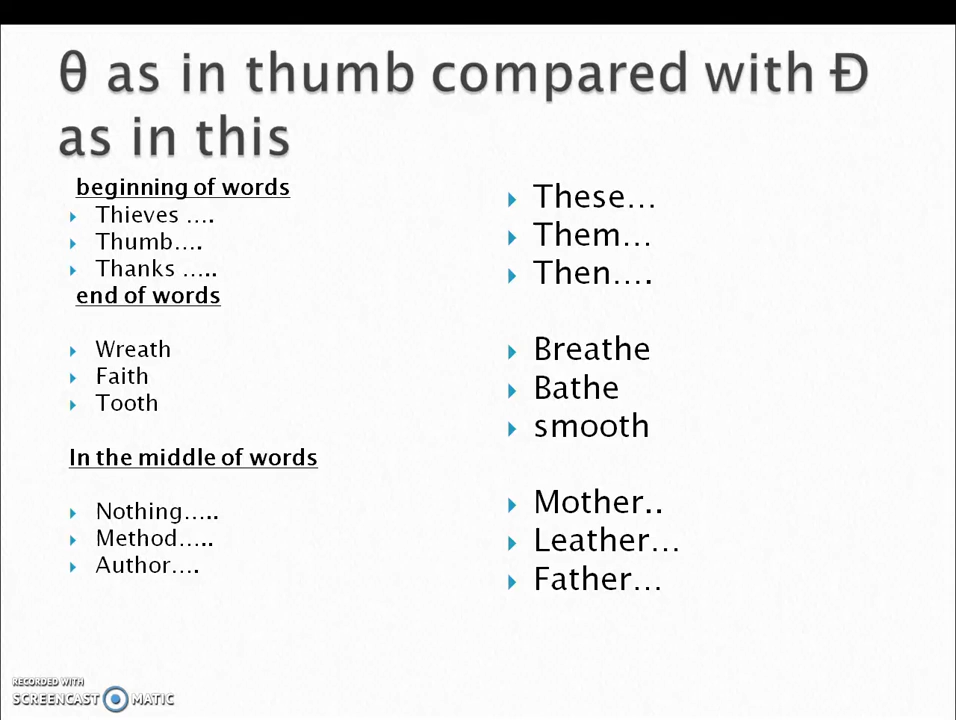 θ as in thumb compared with Đ
as in this
beginning of words
Thieves ….
Thumb….
Thanks …..
end of words
Wreath
Faith
Tooth
In the middle of words
Nothing…..
Method…..
Author….
These…
Them…
Then….
Breathe
Bathe
smooth
Mother..
Leather…
Father…
RECORDED WITH
SCREENCAST MATIC